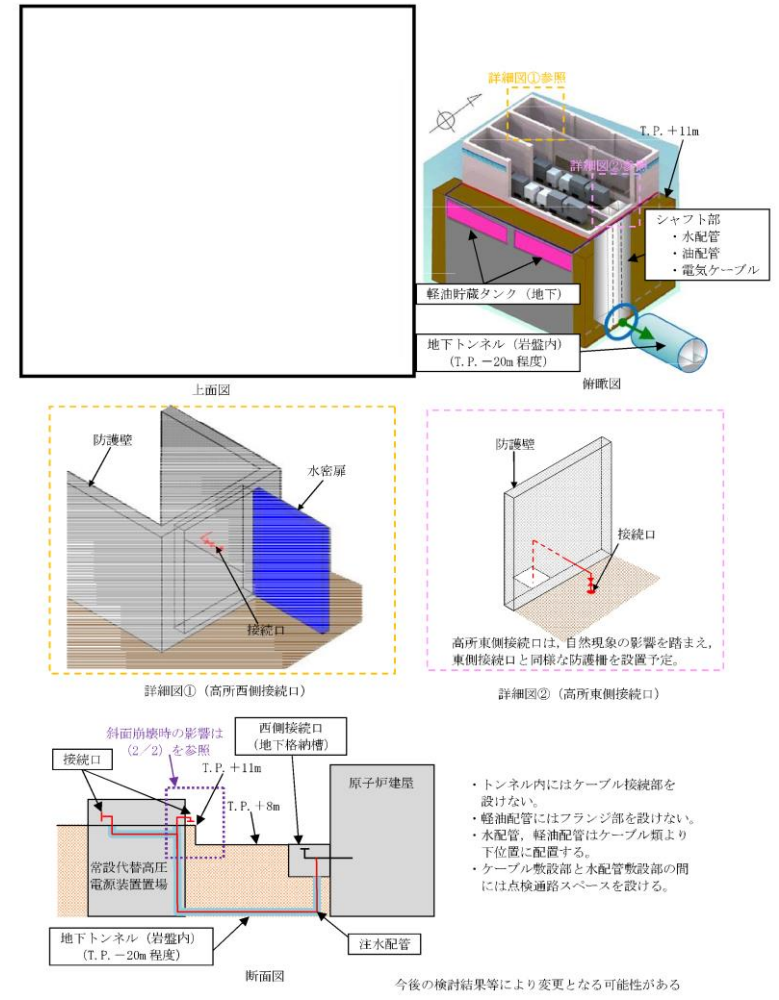 詳細図①参照
T.P.+11m
詳細図②参照
シャフト部
・水配管
・油配管
・電気ケーブル
軽油貯蔵タンク(地下)
地下トンネル(岩盤内)
(T.P.-20m 程度)
上面図
俯瞰図
防護壁
水密扉
接続口
詳細図①(高所西側接続口)
防護壁
接続口
高所東側接続口は,自然現象の影響を踏まえ,
東側接続口と同様な防護柵を設置予定。
詳細図②(高所東側接続口)
斜面崩壊時の影響は
(2/2)を参照
西側接続口
(地下格納槽)
接続口
T.P.+11m
T.P.+8m
原子炉建屋
常設代替高圧
電源装置置場
地下トンネル(岩盤内)
(T.P.-20m 程度)
注水配管
断面図
・トンネル内にはケーブル接続部を
設けない。
・軽油配管にはフランジ部を設けない。
・水配管,軽油配管はケーブル類より
下位置に配置する。
・ケーブル敷設部と水配管敷設部の間
には点検通路スペースを設ける。
今後の検討結果等により変更となる可能性がある